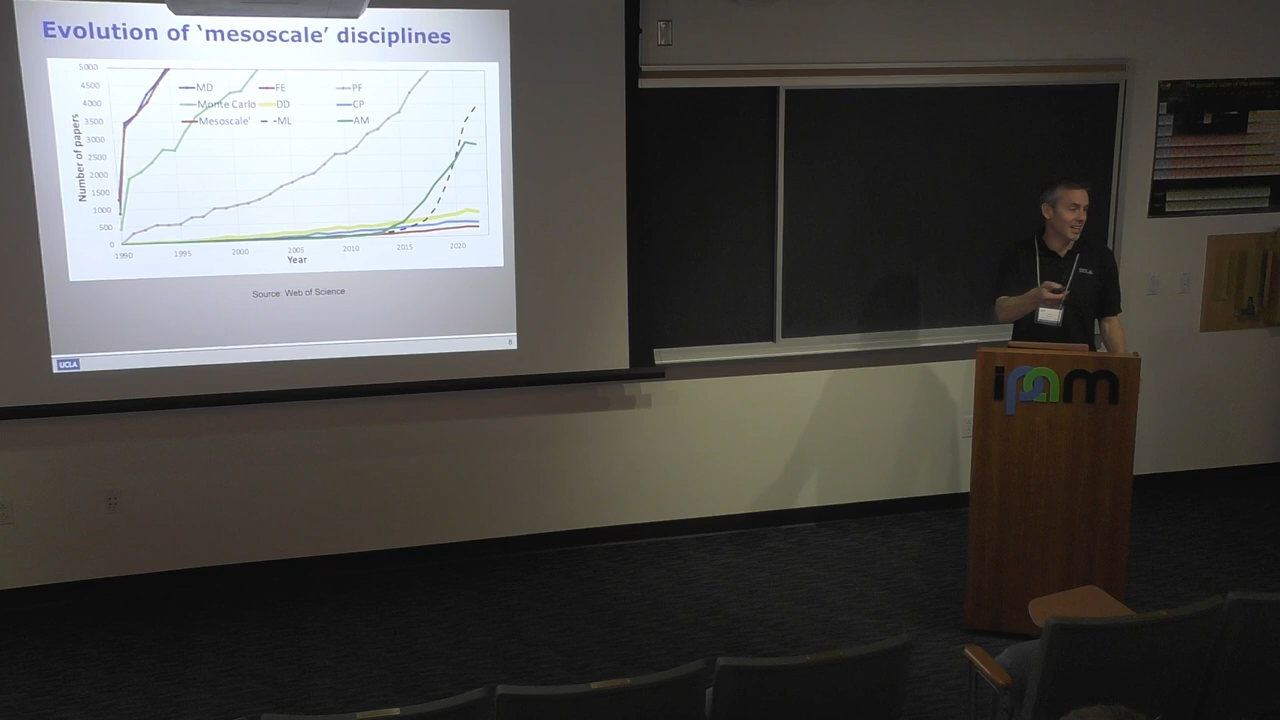 Evolution of ‘mesoscale’ disciplines
5000
4500
4000
3500
3000
2500
2000
1500
1000
500
0
Number of papers
MD FE PF
Monte Carlo DD CP
Mesoscale' ML AM
1990 1995 2000 2005 2010 2015 2020
Year
Source: Web of Science
UCLA 8
ipam